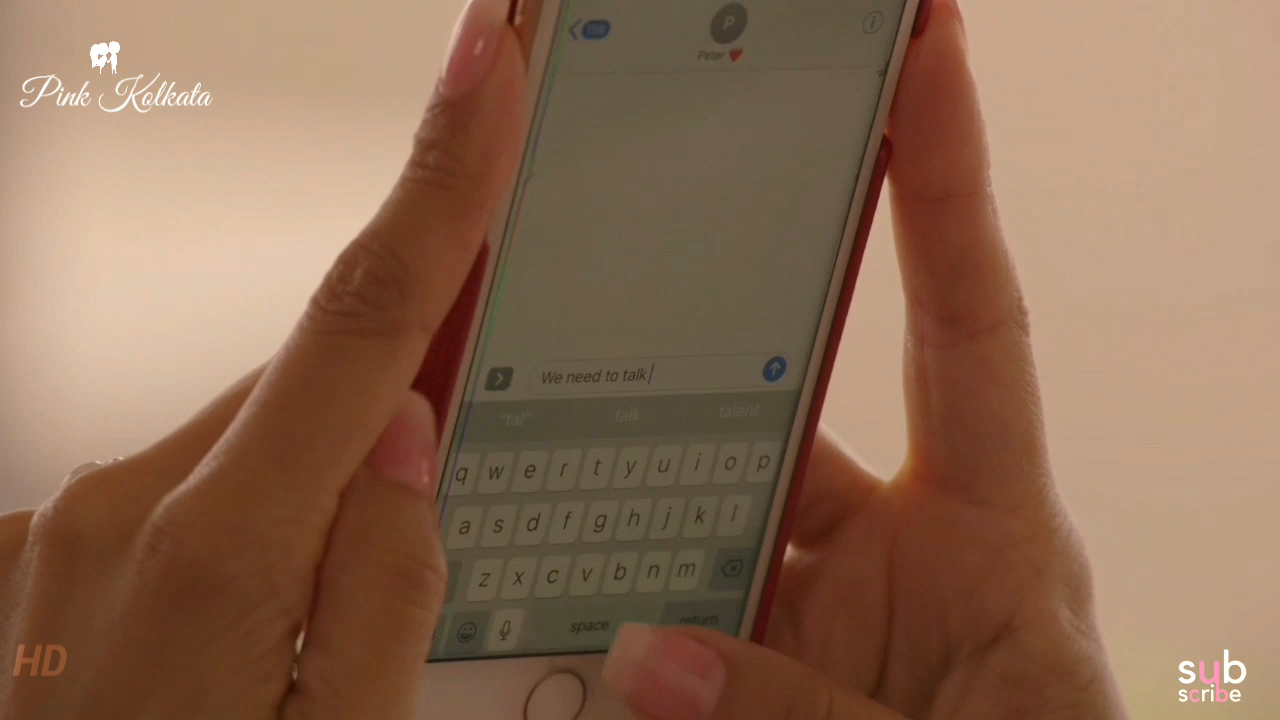 Pink Kolkata
P
Peter ❤️
We need to talk
"tal" talk talent
q w e r t y u i o p
a s d f g h j k l
z x c v b n m
space return
HD
sub
scribe